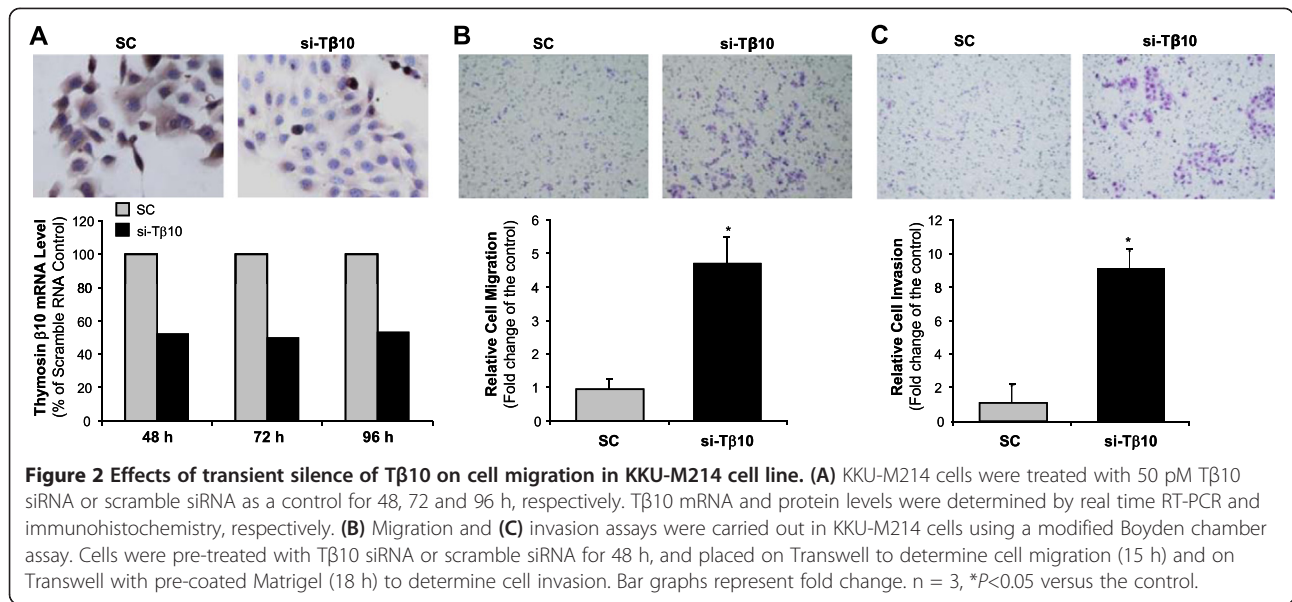 A
SC
si-Tβ10
B
SC
si-Tβ10
C
SC
si-Tβ10
SC
si-Tβ10
Thymosin β10 mRNA Level
(% of Scramble RNA Control)
120
100
80
60
40
20
0
48 h
72 h
96 h
Relative Cell Migration
(Fold change of the control)
6
5
4
3
2
1
0
*
SC
si-Tβ10
Relative Cell Invasion
(Fold change of the control)
12
10
8
6
4
2
0
*
SC
si-Tβ10
Figure 2 Effects of transient silence of Tβ10 on cell migration in KKU-M214 cell line. (A) KKU-M214 cells were treated with 50 pM Tβ10
siRNA or scramble siRNA as a control for 48, 72 and 96 h, respectively. Tβ10 mRNA and protein levels were determined by real time RT-PCR and
immunohistochemistry, respectively. (B) Migration and (C) invasion assays were carried out in KKU-M214 cells using a modified Boyden chamber
assay. Cells were pre-treated with Tβ10 siRNA or scramble siRNA for 48 h, and placed on Transwell to determine cell migration (15 h) and on
Transwell with pre-coated Matrigel (18 h) to determine cell invasion. Bar graphs represent fold change. n = 3, *P<0.05 versus the control.